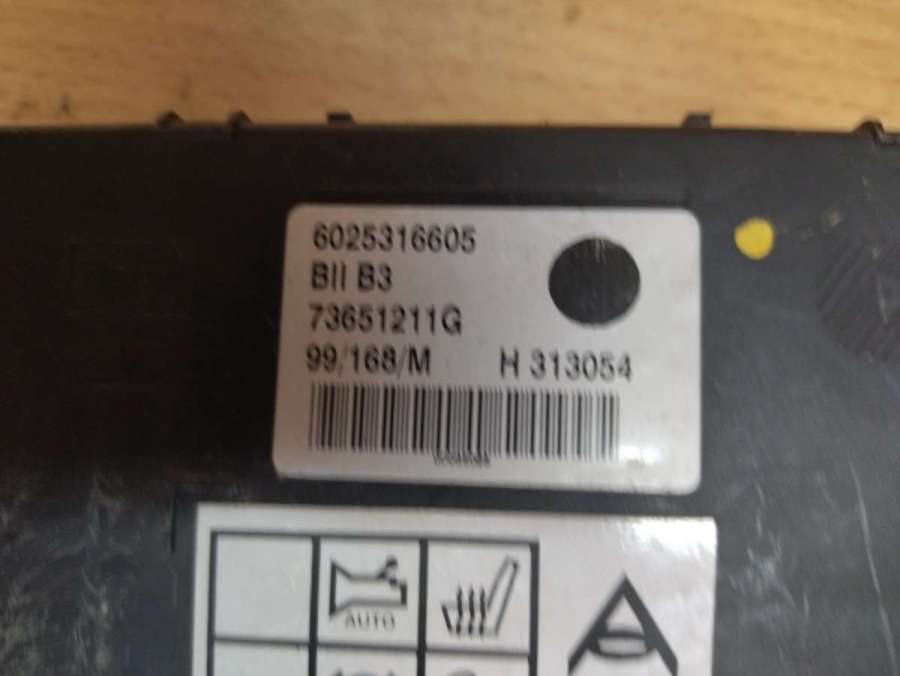 6025316605
BII B3
73651211G
99/168/M H 313054
AUTO